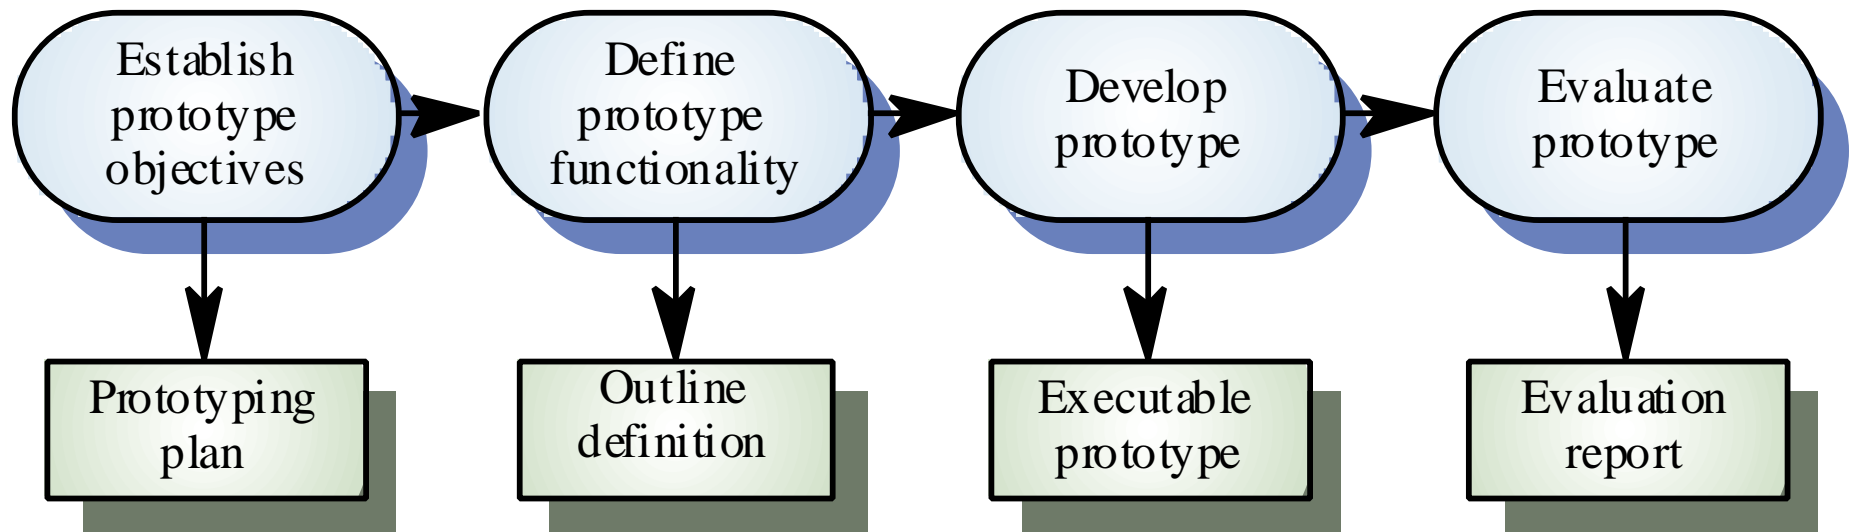 Establish
prototype
objectives
Define
prototype
functionality
Develop
prototype
Evaluate
prototype
Prototyping
plan
Outline
definition
Executable
prototype
Evaluation
report